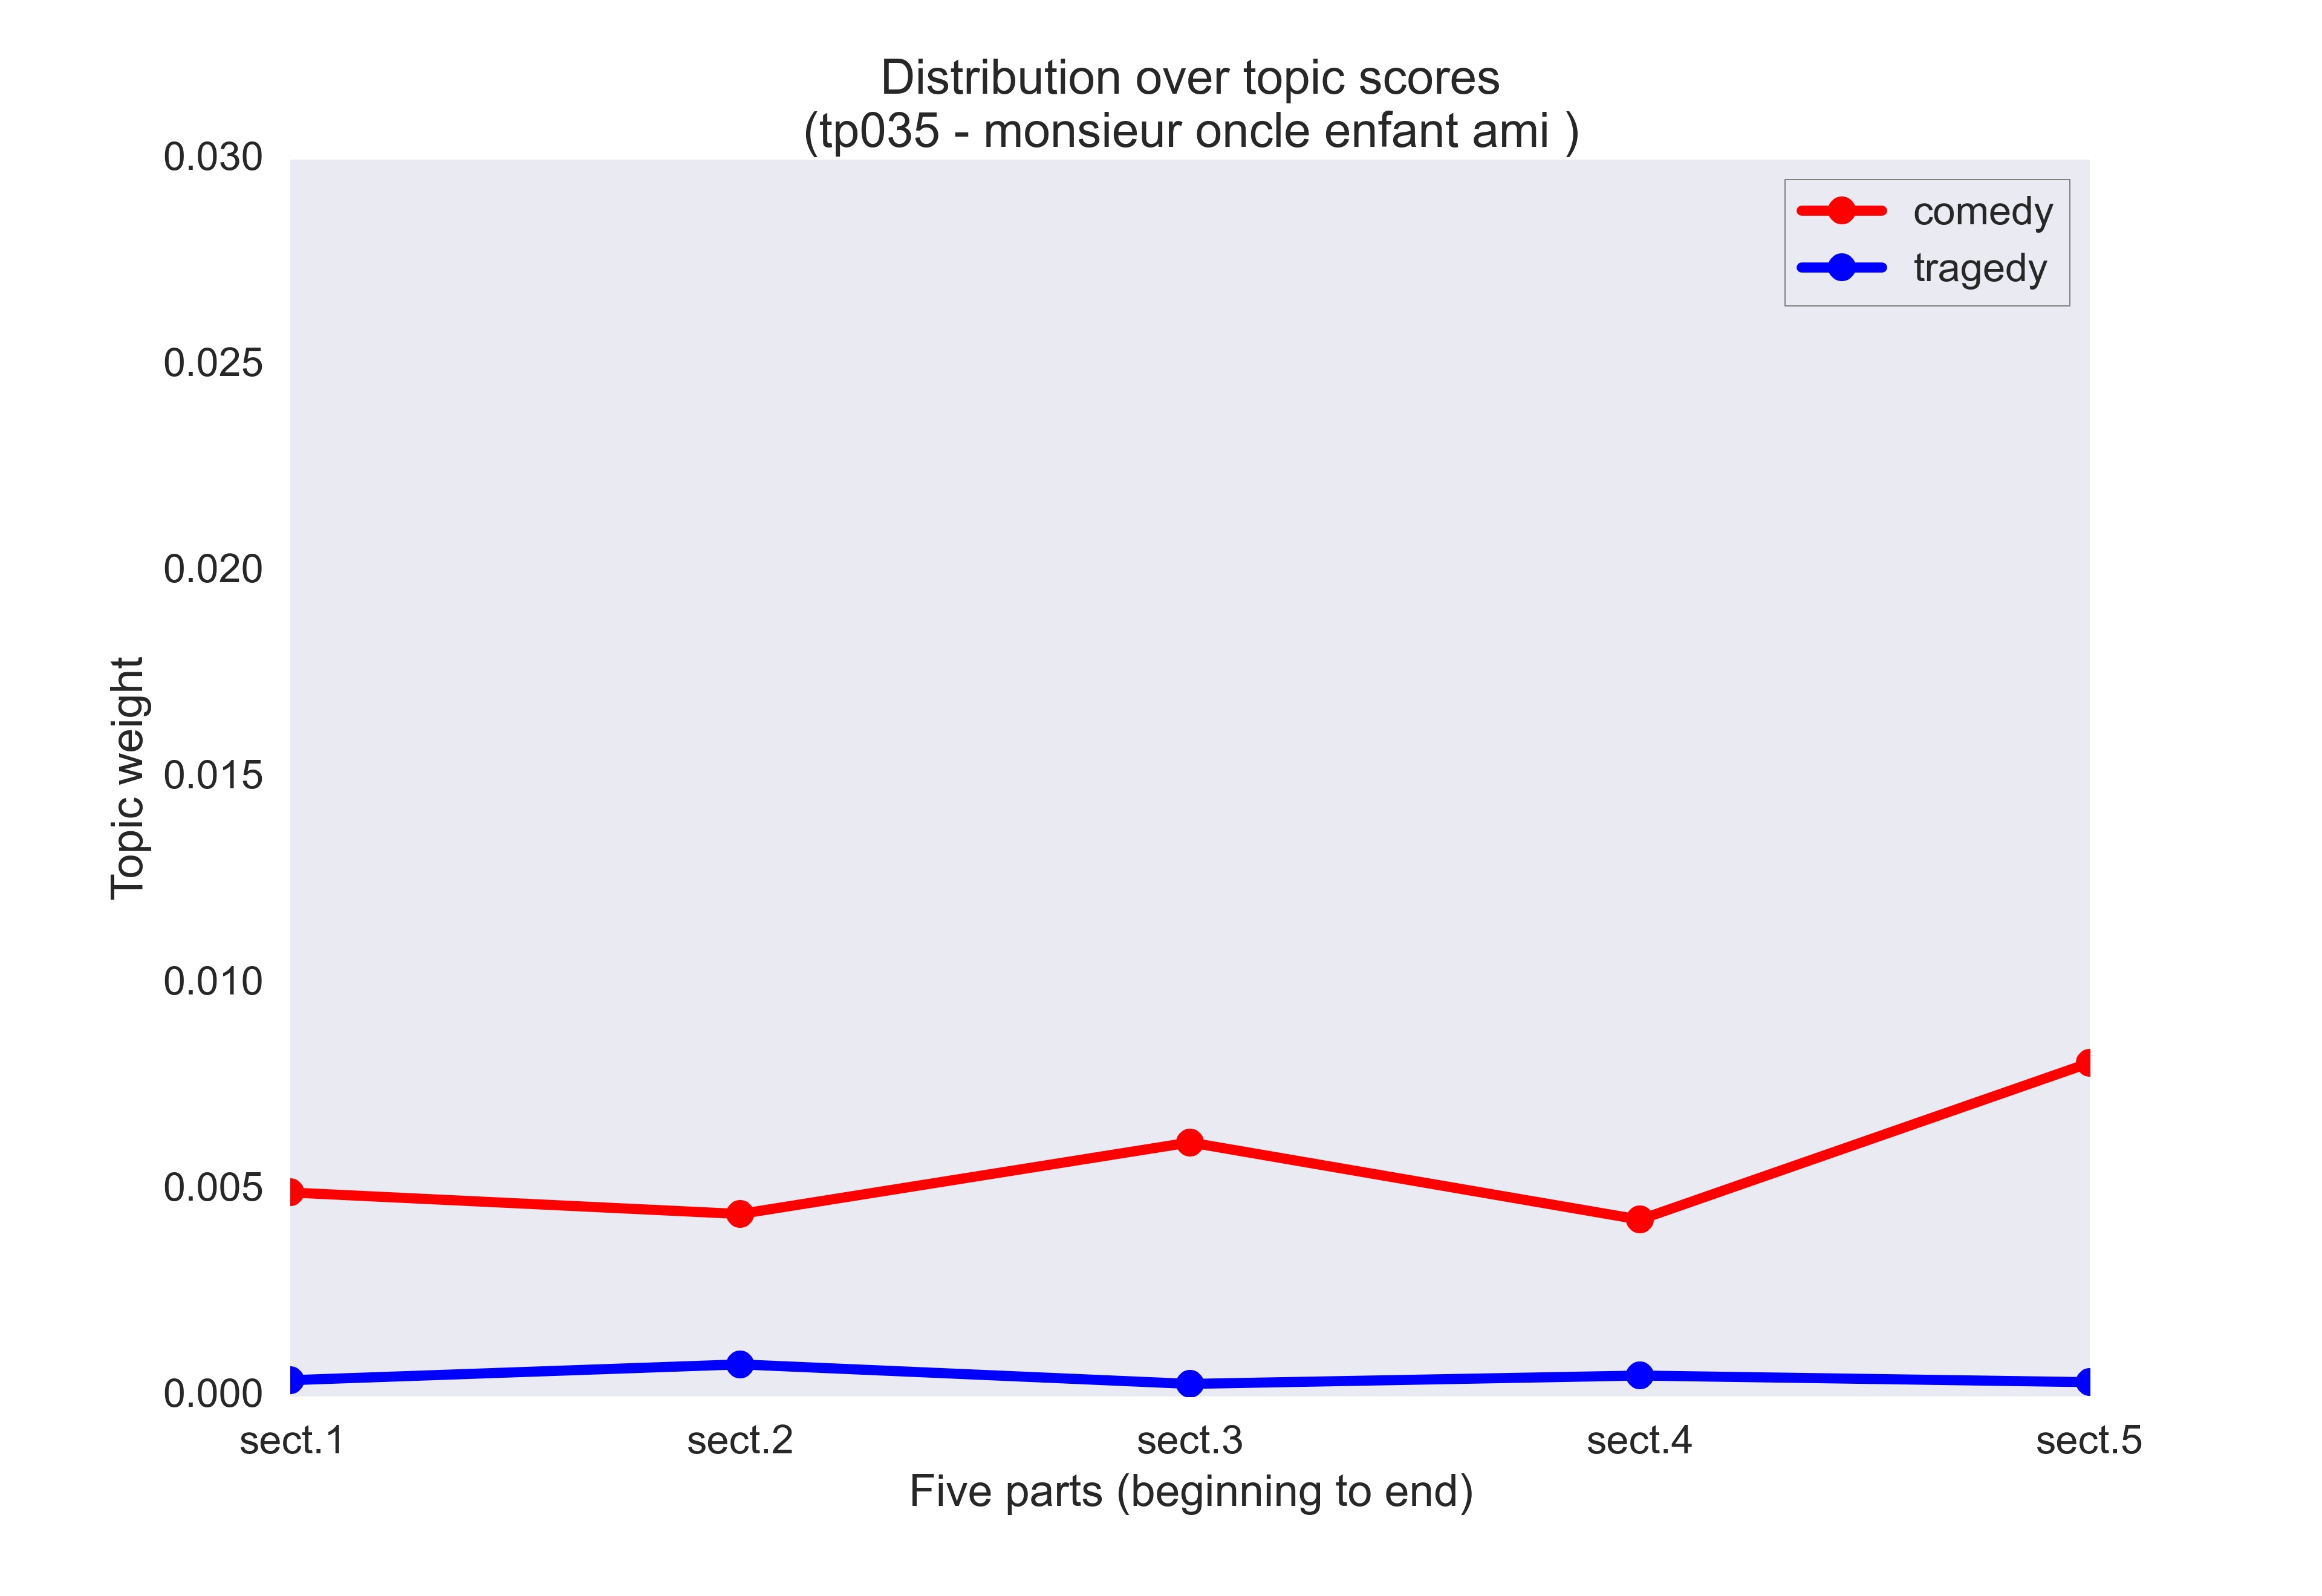 Distribution over topic scores
(tp035 - monsieur oncle enfant ami )
0.030
comedy
tragedy
0.025
0.020
0.015
Topic weight
0.010
0.005
0.000
sect.1 sect.2 sect.3 sect.4 sect.5
Five parts (beginning to end)